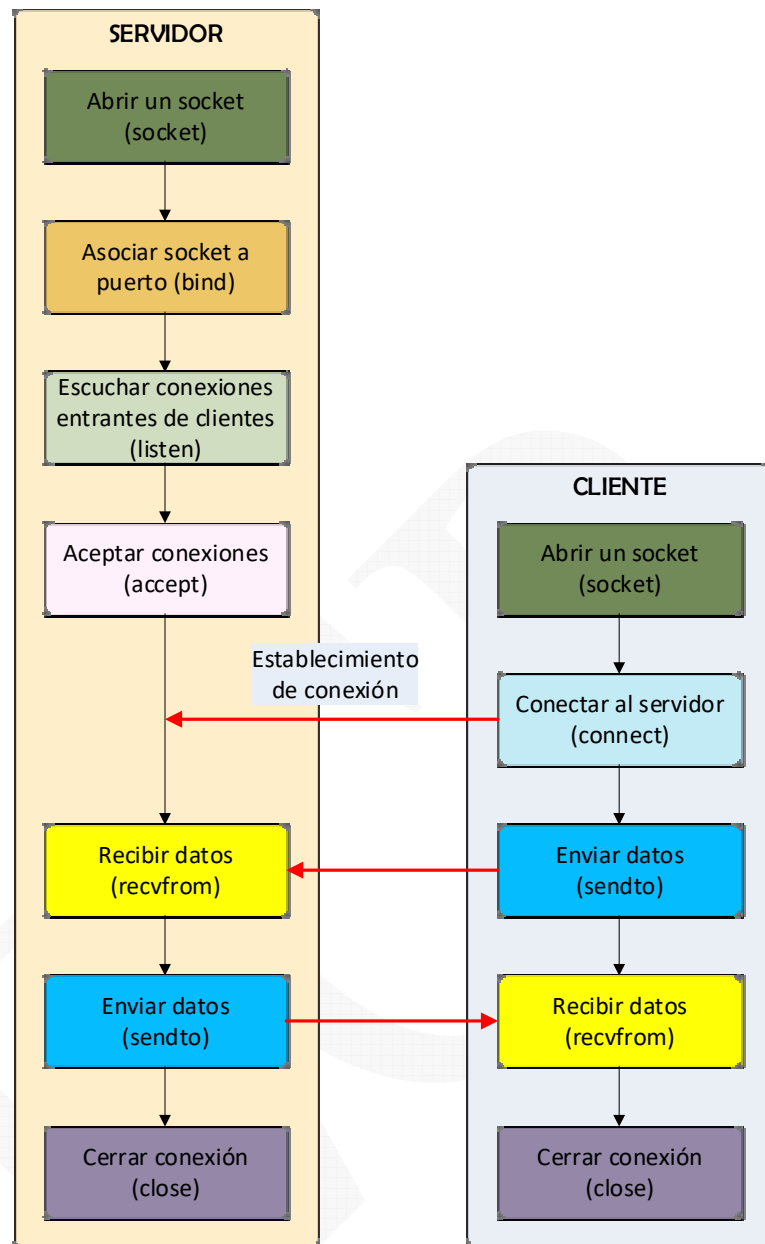 SERVIDOR
Abrir un socket
(socket)
Asociar socket a
puerto (bind)
Escuchar conexiones
entrantes de clientes
(listen)
Aceptar conexiones
(accept)
Establecimiento
de conexión
Recibir datos
(recvfrom)
Enviar datos
(sendto)
Cerrar conexión
(close)
CLIENTE
Abrir un socket
(socket)
Conectar al servidor
(connect)
Enviar datos
(sendto)
Recibir datos
(recvfrom)
Cerrar conexión
(close)